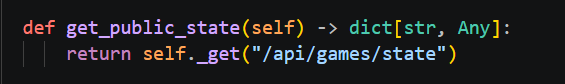 def get_public_state(self) -> dict[str, Any]:
    return self._get("/api/games/state")